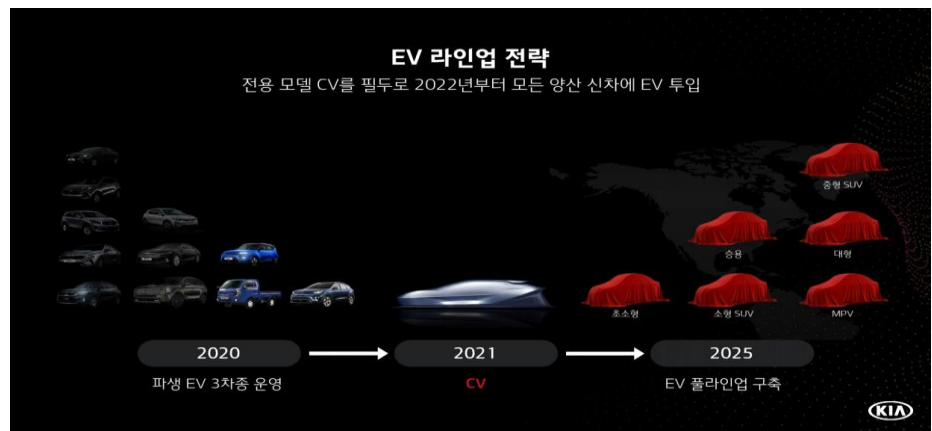 EV 라인업 전략
전용 모델 CV를 필두로 2022년부터 모든 양산 신차에 EV 투입
중형 SUV
승용
대형
초소형
소형 SUV
MPV
2020
2021
2025
파생 EV 3차종 운영
CV
EV 풀라인업 구축
KIA